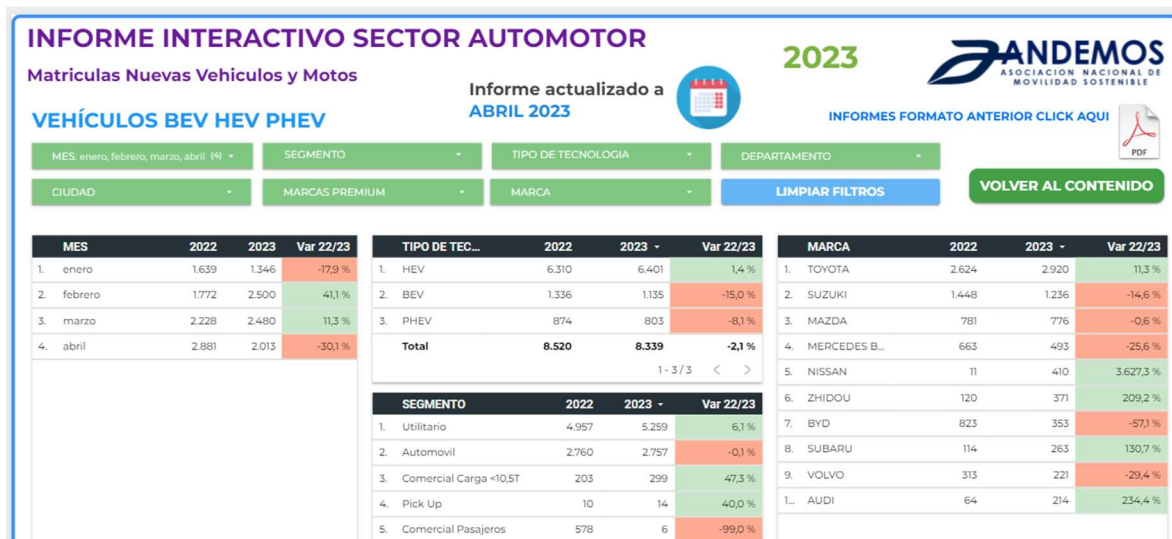 INFORME INTERACTIVO SECTOR AUTOMOTOR
2023
ANDEMOS
ASOCIACION NACIONAL DE
MOVILIDAD SOSTENIBLE
Matriculas Nuevas Vehiculos y Motos
Informe actualizado a
ABRIL 2023
VEHÍCULOS BEV HEV PHEV
INFORMES FORMATO ANTERIOR CLICK AQUI
PDF
MES: enero, febrero, marzo, abril (4)
SEGMENTO
TIPO DE TECNOLOGIA
DEPARTAMENTO
CIUDAD
MARCAS PREMIUM
MARCA
LIMPIAR FILTROS
VOLVER AL CONTENIDO
MES 2022 2023 Var 22/23
1. enero 1.639 1.346 -17,9 %
2. febrero 1.772 2.500 41,1 %
3. marzo 2.228 2.480 11,3 %
4. abril 2.881 2.013 -30,1 %
TIPO DE TEC... 2022 2023 Var 22/23
1. HEV 6.310 6.401 1,4 %
2. BEV 1.336 1.135 -15,0 %
3. PHEV 874 803 -8,1 %
Total 8.520 8.339 -2,1 %
1 - 3 / 3 < >
SEGMENTO 2022 2023 Var 22/23
1. Utilitario 4.957 5.259 6,1 %
2. Automovil 2.760 2.757 -0,1 %
3. Comercial Carga <10,5T 203 299 47,3 %
4. Pick Up 10 14 40,0 %
5. Comercial Pasajeros 578 6 -99,0 %
MARCA 2022 2023 Var 22/23
1. TOYOTA 2.624 2.920 11,3 %
2. SUZUKI 1.448 1.236 -14,6 %
3. MAZDA 781 776 -0,6 %
4. MERCEDES B... 663 493 -25,6 %
5. NISSAN 11 410 3.627,3 %
6. ZHIDOU 120 371 209,2 %
7. BYD 823 353 -57,1 %
8. SUBARU 114 263 130,7 %
9. VOLVO 313 221 -29,4 %
1... AUDI 64 214 234,4 %